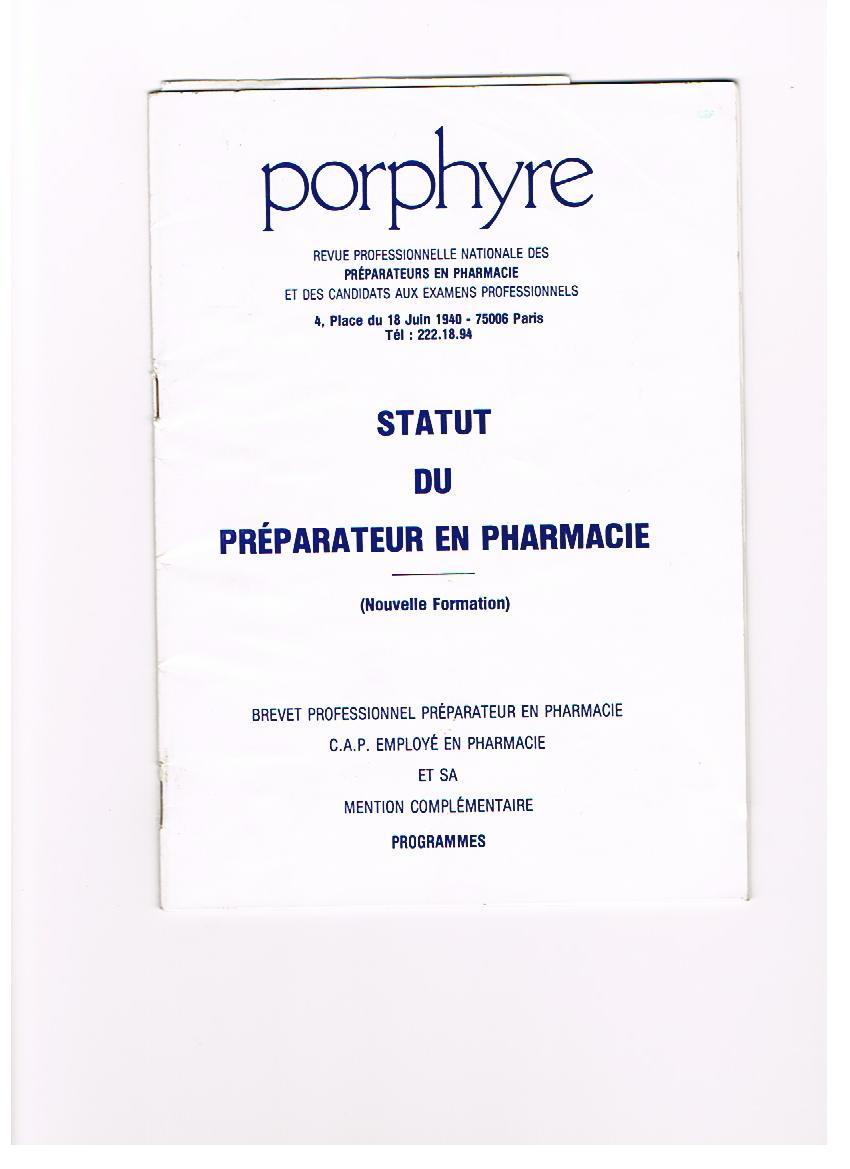 porphyre
REVUE PROFESSIONNELLE NATIONALE DES
PRÉPARATEURS EN PHARMACIE
ET DES CANDIDATS AUX EXAMENS PROFESSIONNELS
4, Place du 18 Juin 1940 - 75006 Paris
Tél : 222.18.94
STATUT
DU
PRÉPARATEUR EN PHARMACIE
(Nouvelle Formation)
BREVET PROFESSIONNEL PRÉPARATEUR EN PHARMACIE
C.A.P. EMPLOYÉ EN PHARMACIE
ET SA
MENTION COMPLÉMENTAIRE
PROGRAMMES